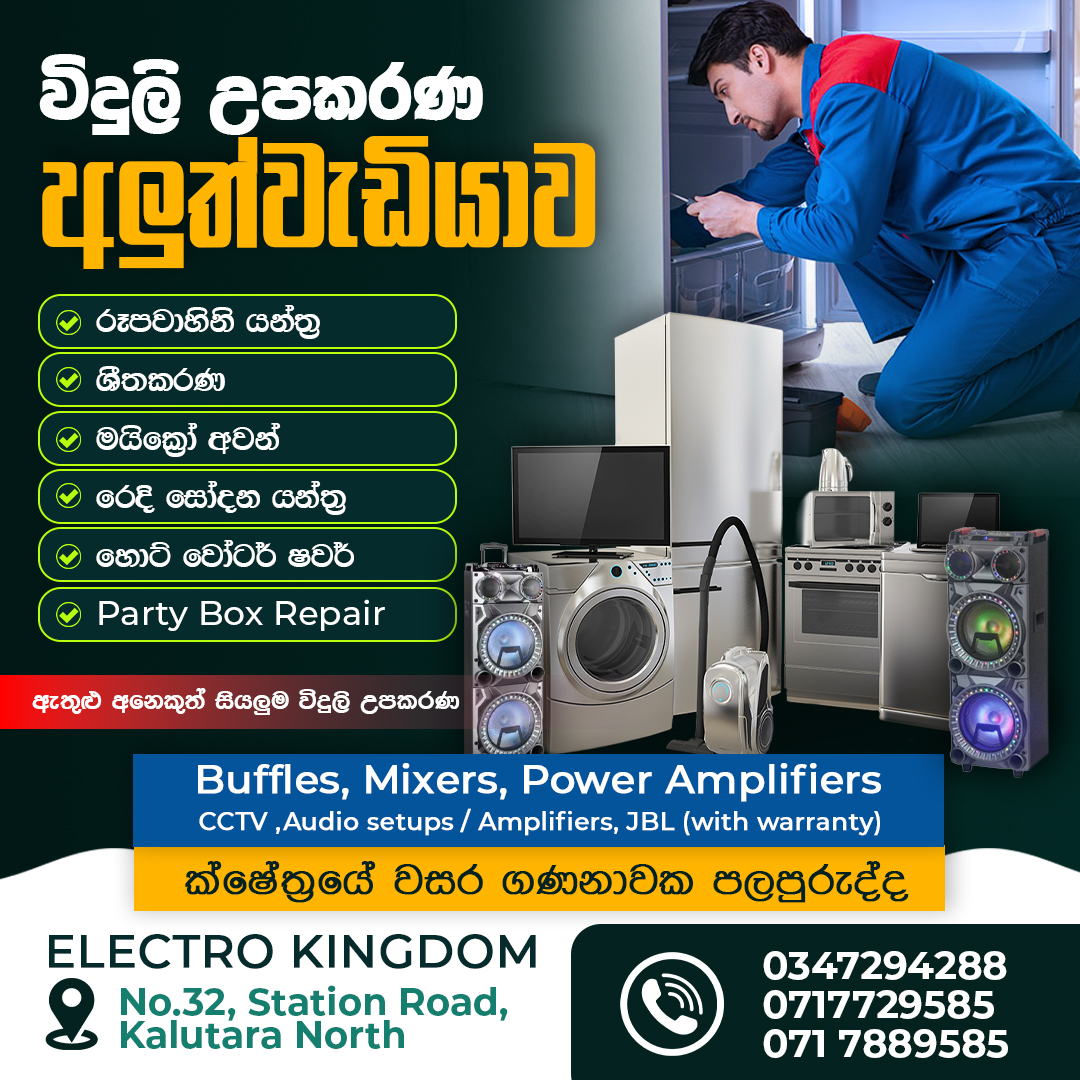 විදුලි උපකරණ
අලුත්වැඩියාව
රූපවාහිනි යන්ත්‍ර
ශීතකරණ
මයික්‍රෝ අවන්
රෙදි සෝදන යන්ත්‍ර
හොට් වෝටර් ෂවර්
Party Box Repair
ඇතුළු අනෙකුත් සියලුම විදුලි උපකරණ
Buffles, Mixers, Power Amplifiers
CCTV ,Audio setups / Amplifiers, JBL (with warranty)
ක්ෂේත්‍රයේ වසර ගණනාවක පලපුරුද්ද
ELECTRO KINGDOM
No.32, Station Road,
Kalutara North
0347294288
0717729585
071 7889585